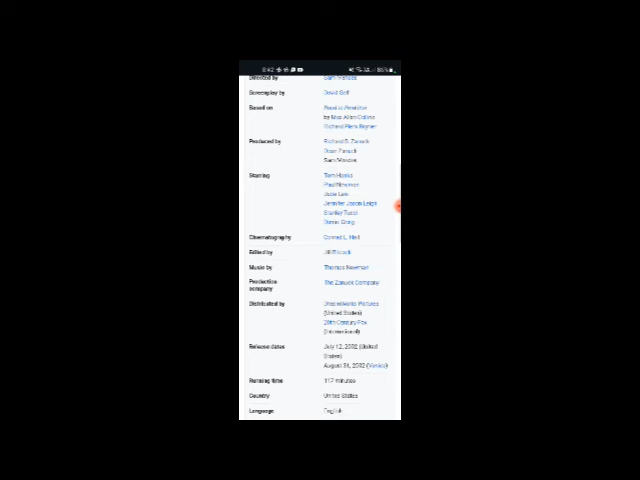 Directed by Sam Mendes
Screenplay by David Self
Based on Road to Perdition
by Max Allan Collins
Richard Piers Rayner
Produced by Richard D. Zanuck
Dean Zanuck
Sam Mendes
Starring Tom Hanks
Paul Newman
Jude Law
Jennifer Jason Leigh
Stanley Tucci
Daniel Craig
Cinematography Conrad L. Hall
Edited by Jill Bilcock
Music by Thomas Newman
Production The Zanuck Company
company
Distributed by DreamWorks Pictures
(United States)
20th Century Fox
(International)
Release dates July 12, 2002 (United
States)
August 31, 2002 (Venice)
Running time 117 minutes
Country United States
Language English